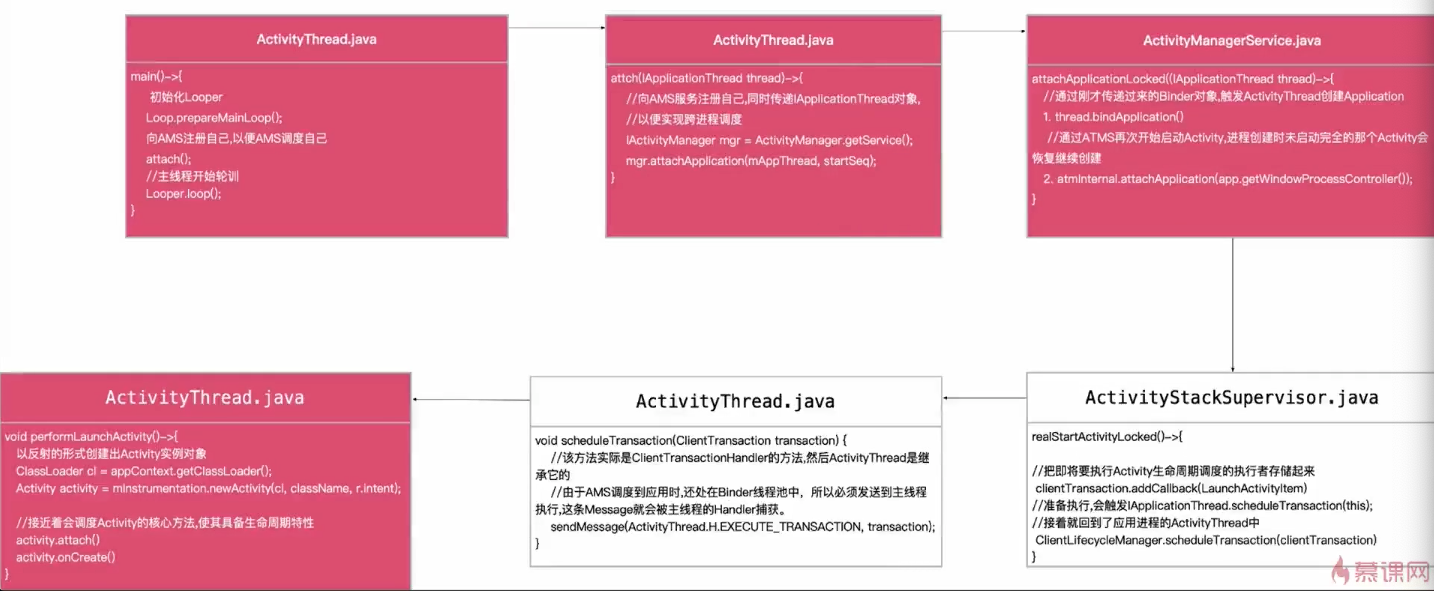 ActivityThread.java
main()->{
初始化Looper
Loop.prepareMainLoop();
向AMS注册自己,以便AMS调度自己
attach();
//主线程开始轮训
Looper.loop();
}
ActivityThread.java
attch(IApplicationThread thread)->{
//向AMS服务注册自己,同时传递IApplicationThread对象,
//以便实现跨进程调度
IActivityManager mgr = ActivityManager.getService();
mgr.attachApplication(mAppThread, startSeq);
}
ActivityManagerService.java
attachApplicationLocked((IApplicationThread thread)->{
//通过刚才传递过来的Binder对象,触发ActivityThread创建Application
1. thread.bindApplication()
//通过ATMS再次开始启动Activity,进程创建时未启动完全的那个Activity会
恢复继续创建
2. atmInternal.attachApplication(app.getWindowProcessController());
}
ActivityThread.java
void performLaunchActivity()->{
以反射的形式创建出Activity实例对象
ClassLoader cl = appContext.getClassLoader();
Activity activity = mInstrumentation.newActivity(cl, className, r.intent);
//接近着会调度Activity的核心方法,使其具备生命周期特性
activity.attach()
activity.onCreate()
}
ActivityThread.java
void scheduleTransaction(ClientTransaction transaction) {
//该方法实际是ClientTransactionHandler的方法,然后ActivityThread是继
承它的
//由于AMS调度到应用时,还处在Binder线程池中，所以必须发送到主线程
执行,这条Message就会被主线程的Handler捕获。
sendMessage(ActivityThread.H.EXECUTE_TRANSACTION, transaction);
}
ActivityStackSupervisor.java
realStartActivityLocked()->{
//把即将要执行Activity生命周期调度的执行者存储起来
clientTransaction.addCallback(LaunchActivityItem)
//准备执行,会触发IApplicationThread.scheduleTransaction(this);
//接着就回到了应用进程的ActivityThread中
ClientLifecycleManager.scheduleTransaction(clientTransaction)
}
慕课网